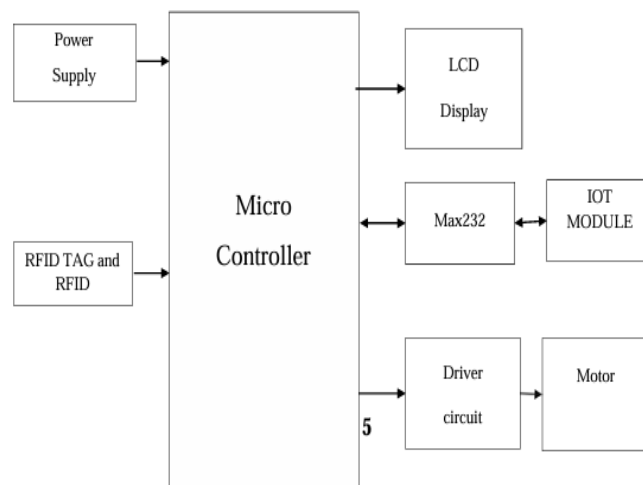 Power
Supply
RFID TAG and
RFID
Micro
Controller
LCD
Display
Max232
IOT
MODULE
Driver
circuit
Motor
5